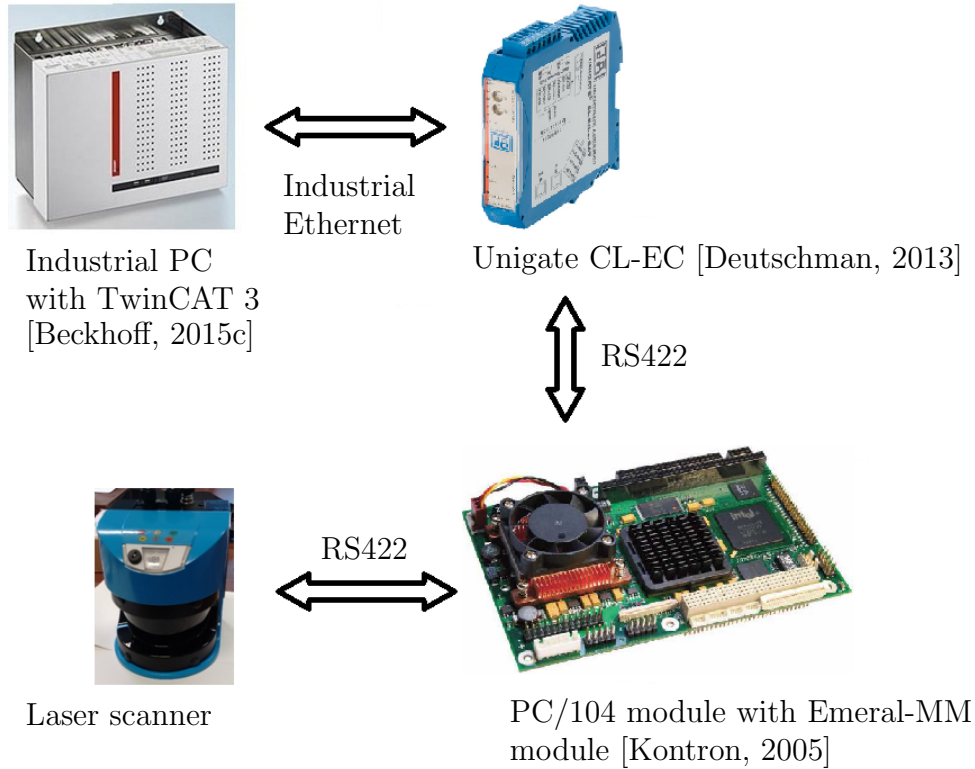 Industrial
Ethernet
Industrial PC
with TwinCAT 3
[Beckhoff, 2015c]
Unigate CL-EC [Deutschman, 2013]
RS422
RS422
Laser scanner
PC/104 module with Emeral-MM
module [Kontron, 2005]